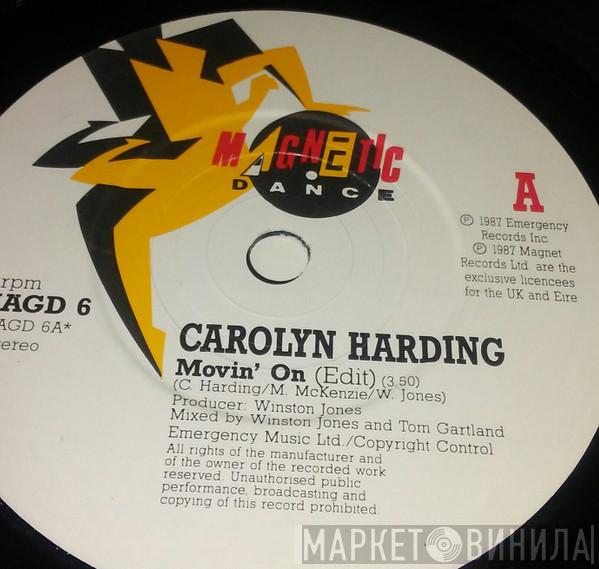 MAGNETIC
DANCE
A
℗ 1987 Emergency
Records Inc.
℗ 1987 Magnet
Records Ltd are the
exclusive licencees
for the UK and Eire
rpm
AGD 6
AGD 6A*
ereo
CAROLYN HARDING
Movin' On (Edit) (3.50)
(C. Harding/M. McKenzie/W. Jones)
Producer: Winston Jones
Mixed by Winston Jones and Tom Gartland
Emergency Music Ltd./Copyright Control
All rights of the manufacturer and
of the owner of the recorded work
reserved. Unauthorised public
performance, broadcasting and
copying of this record prohibited.
МАРКЕТ ВИНИЛА